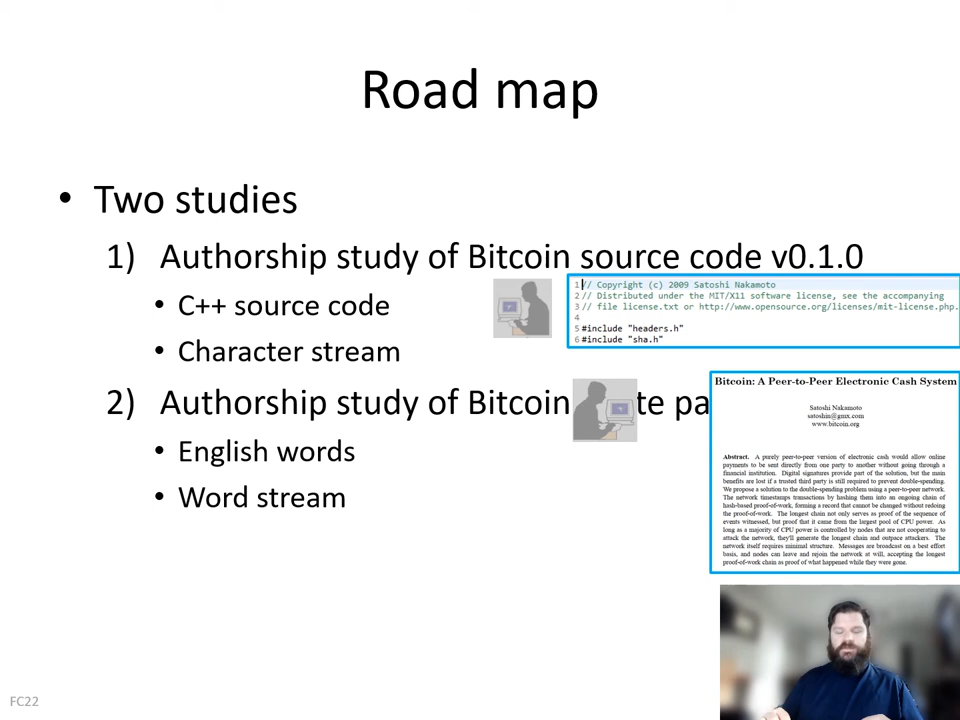 Road map
• Two studies
1) Authorship study of Bitcoin source code v0.1.0
• C++ source code
1 // Copyright (c) 2009 Satoshi Nakamoto
2 // Distributed under the MIT/X11 software license, see the accompanying
3 // file license.txt or http://www.opensource.org/licenses/mit-license.php.
4
5 #include "headers.h"
6 #include "sha.h"
• Character stream
2) Authorship study of Bitcoin te pa
• English words
• Word stream
Bitcoin: A Peer-to-Peer Electronic Cash System
Satoshi Nakamoto
satoshin@gmx.com
www.bitcoin.org
Abstract. A purely peer-to-peer version of electronic cash would allow online
payments to be sent directly from one party to another without going through a
financial institution. Digital signatures provide part of the solution, but the main
benefits are lost if a trusted third party is still required to prevent double-spending.
We propose a solution to the double-spending problem using a peer-to-peer network.
The network timestamps transactions by hashing them into an ongoing chain of
hash-based proof-of-work, forming a record that cannot be changed without redoing
the proof-of-work. The longest chain not only serves as proof of the sequence of
events witnessed, but proof that it came from the largest pool of CPU power. As
long as a majority of CPU power is controlled by nodes that are not cooperating to
attack the network, they'll generate the longest chain and outpace attackers. The
network itself requires minimal structure. Messages are broadcast on a best effort
basis, and nodes can leave and rejoin the network at will, accepting the longest
proof-of-work chain as proof of what happened while they were gone.
FC22